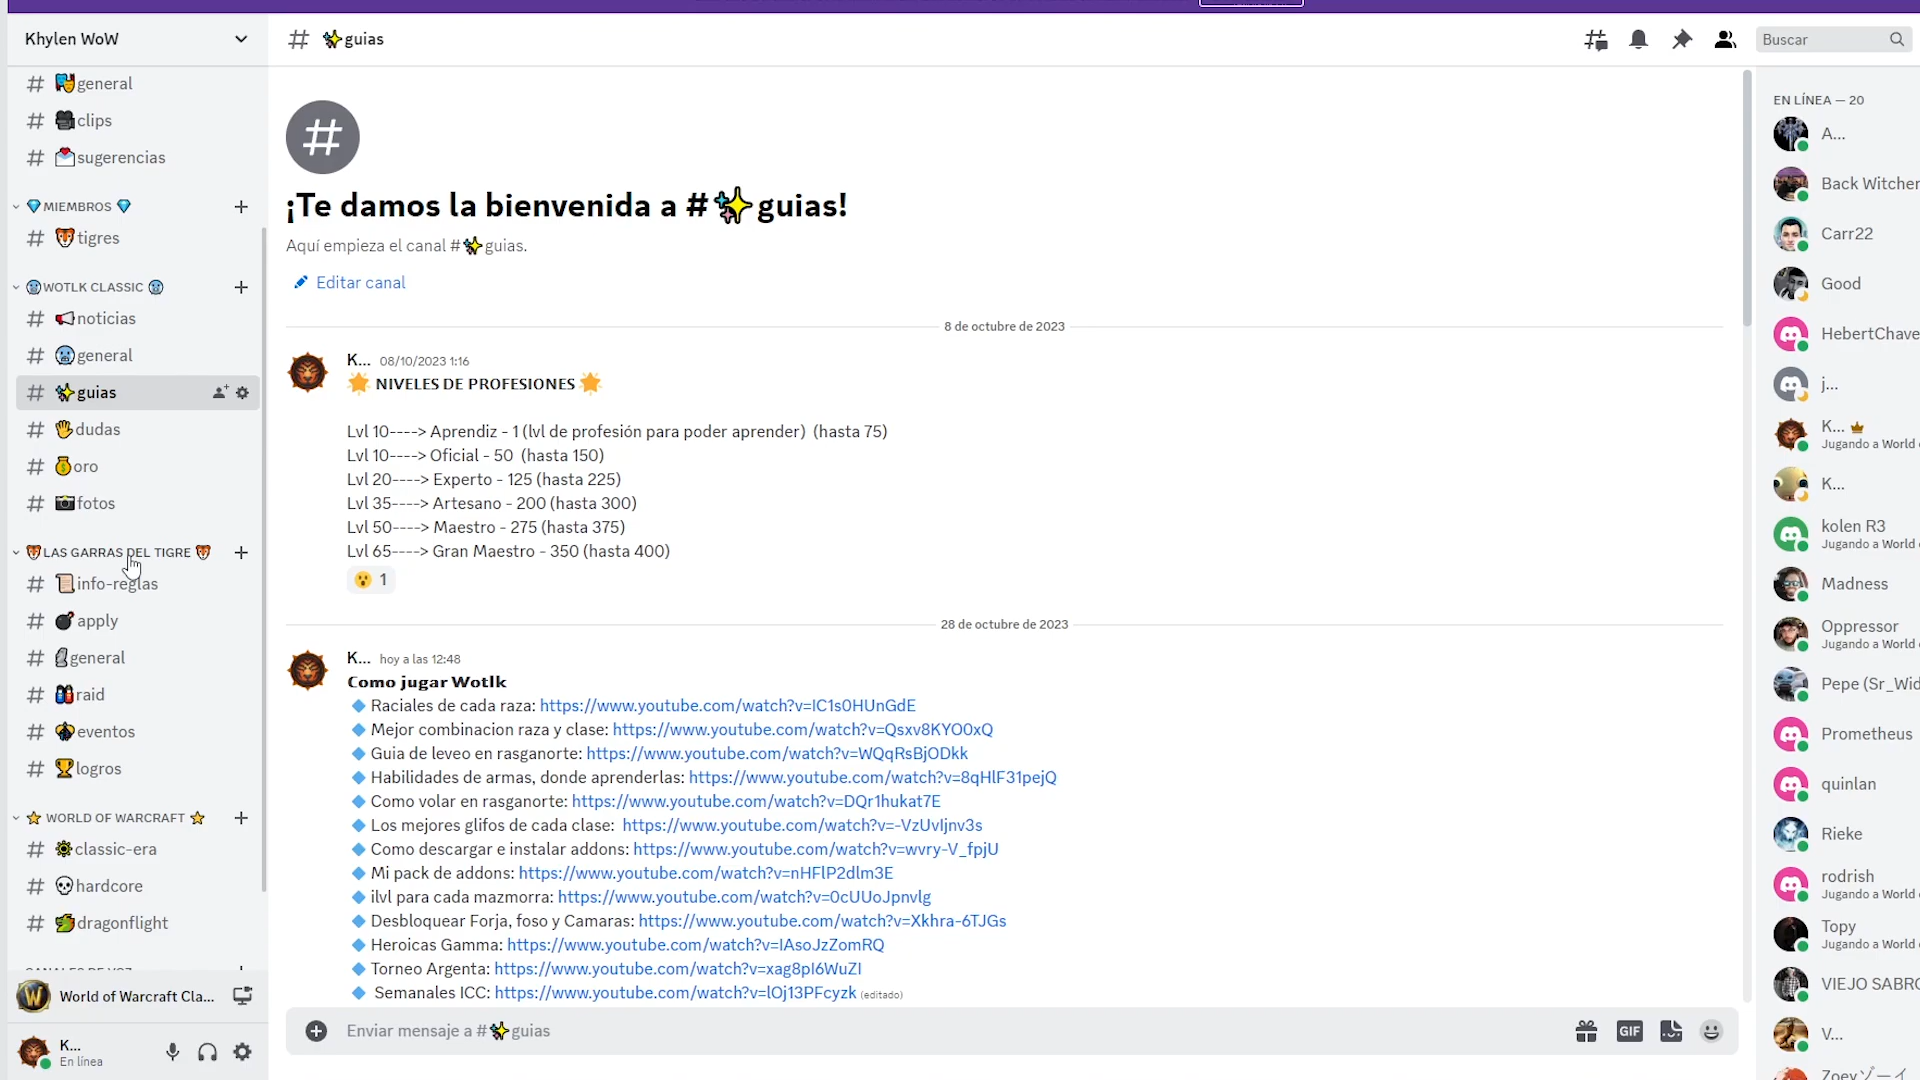 Khylen WoW
general
clips
sugerencias
MIEMBROS
tigres
WOTLK CLASSIC
noticias
general
guias
dudas
oro
fotos
LAS GARRAS DEL TIGRE
info-reglas
apply
general
raid
eventos
logros
WORLD OF WARCRAFT
classic-era
hardcore
dragonflight
World of Warcraft Cla...
K...
En línea
# ✨guias
Buscar
¡Te damos la bienvenida a #✨guias!
Aquí empieza el canal #✨guias.
Editar canal
8 de octubre de 2023
K... 08/10/2023 1:16
🌟 NIVELES DE PROFESIONES 🌟
Lvl 10----> Aprendiz - 1 (lvl de profesión para poder aprender) (hasta 75)
Lvl 10----> Oficial - 50 (hasta 150)
Lvl 20----> Experto - 125 (hasta 225)
Lvl 35----> Artesano - 200 (hasta 300)
Lvl 50----> Maestro - 275 (hasta 375)
Lvl 65----> Gran Maestro - 350 (hasta 400)
😮 1
28 de octubre de 2023
K... hoy a las 12:48
Como jugar Wotlk
🔹 Raciales de cada raza: https://www.youtube.com/watch?v=IC1s0HUnGdE
🔹 Mejor combinacion raza y clase: https://www.youtube.com/watch?v=Qsxv8KYO0xQ
🔹 Guia de leveo en rasganorte: https://www.youtube.com/watch?v=WQqRsBjODkk
🔹 Habilidades de armas, donde aprenderlas: https://www.youtube.com/watch?v=8qHlF31pejQ
🔹 Como volar en rasganorte: https://www.youtube.com/watch?v=DQr1hukat7E
🔹 Los mejores glifos de cada clase: https://www.youtube.com/watch?v=-VzUvIjnv3s
🔹 Como descargar e instalar addons: https://www.youtube.com/watch?v=wvry-V_fpjU
🔹 Mi pack de addons: https://www.youtube.com/watch?v=nHFlP2dlm3E
🔹 ilvl para cada mazmorra: https://www.youtube.com/watch?v=0cUUoJpnvlg
🔹 Desbloquear Forja, foso y Camaras: https://www.youtube.com/watch?v=Xkhra-6TJGs
🔹 Heroicas Gamma: https://www.youtube.com/watch?v=IAsoJzZomRQ
🔹 Torneo Argenta: https://www.youtube.com/watch?v=xag8pI6WuZI
🔹 Semanales ICC: https://www.youtube.com/watch?v=lOj13PFcyzk (editado)
Enviar mensaje a #✨guias
GIF
EN LÍNEA — 20
A...
Back Witcher
Carr22
Good
HebertChave
j...
K...
Jugando a World
K...
kolen R3
Jugando a World
Madness
Oppressor
Jugando a World
Pepe (Sr_Wid
Prometheus
quinlan
Rieke
rodrish
Jugando a World
Topy
Jugando a World
VIEJO SABRO
V...